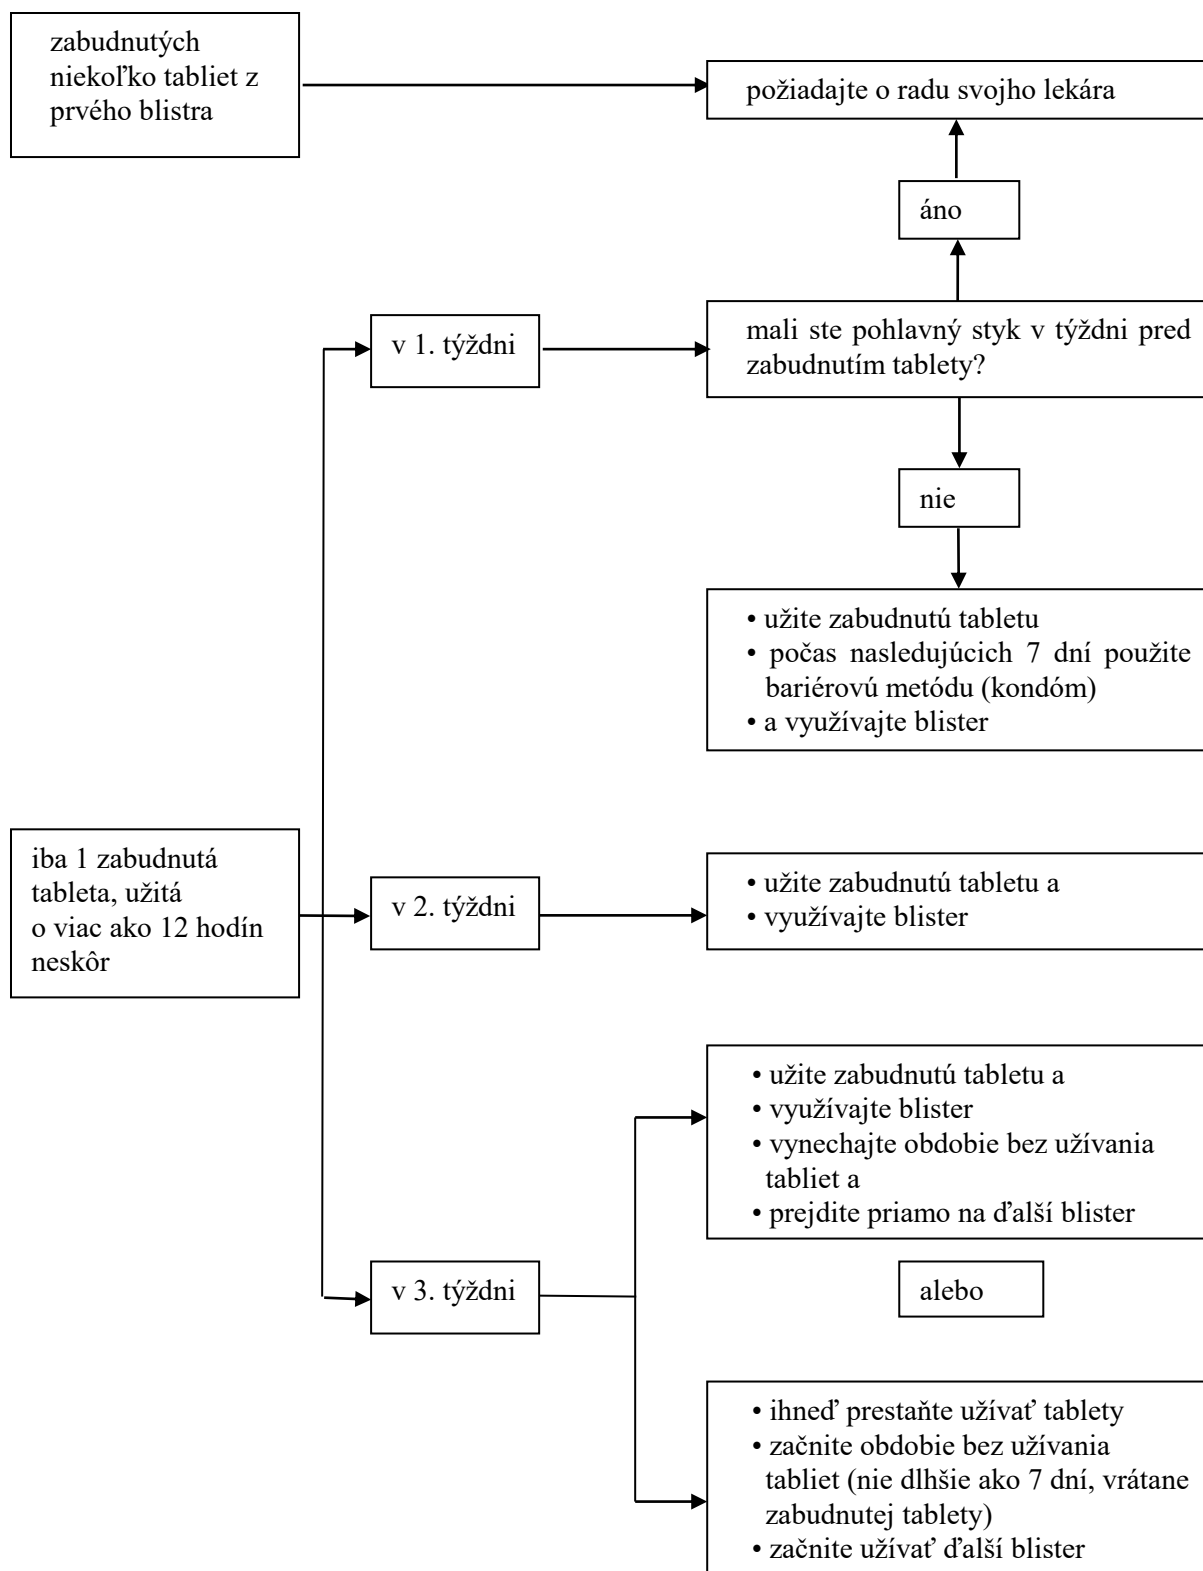 zabudnutých
niekoľko tabliet z
prvého blistra
požiadajte o radu svojho lekára
áno
v 1. týždni
mali ste pohlavný styk v týždni pred
zabudnutím tablety?
nie
• užite zabudnutú tabletu
• počas nasledujúcich 7 dní použite
bariérovú metódu (kondóm)
• a využívajte blister
iba 1 zabudnutá
tableta, užitá
o viac ako 12 hodín
neskôr
v 2. týždni
• užite zabudnutú tabletu a
• využívajte blister
• užite zabudnutú tabletu a
• využívajte blister
• vynechajte obdobie bez užívania
tabliet a
• prejdite priamo na ďalší blister
v 3. týždni
alebo
• ihneď prestaňte užívať tablety
• začnite obdobie bez užívania
tabliet (nie dlhšie ako 7 dní, vrátane
zabudnutej tablety)
• začnite užívať ďalší blister